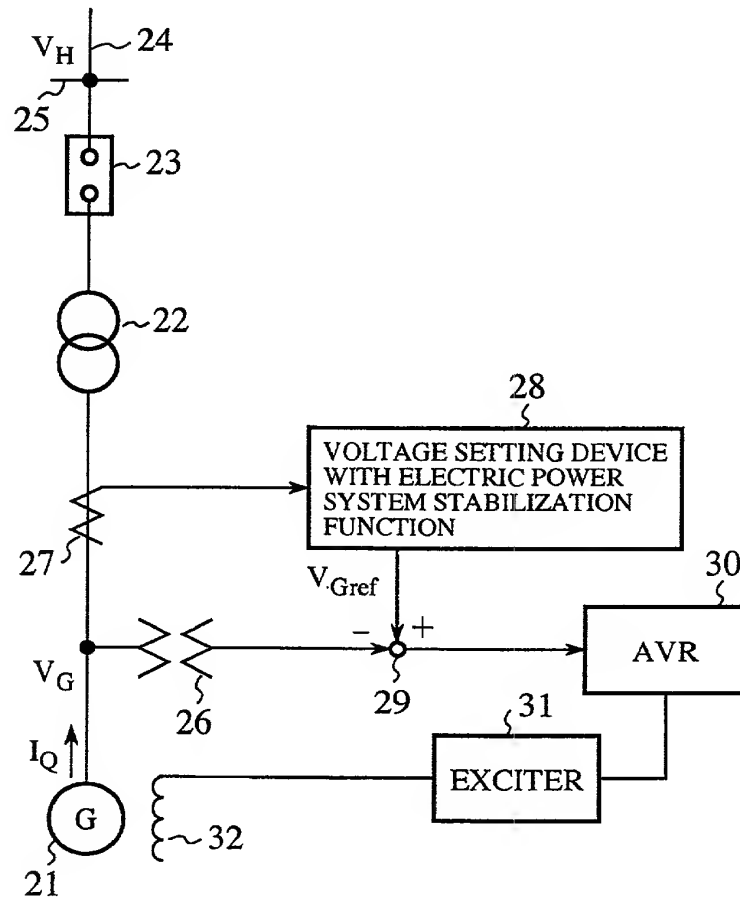 24
V_H
25
23
22
28
VOLTAGE SETTING DEVICE
WITH ELECTRIC POWER
SYSTEM STABILIZATION
FUNCTION
27
V_Gref
30
− +
AVR
V_G
26
29
31
I_Q
EXCITER
G
32
21